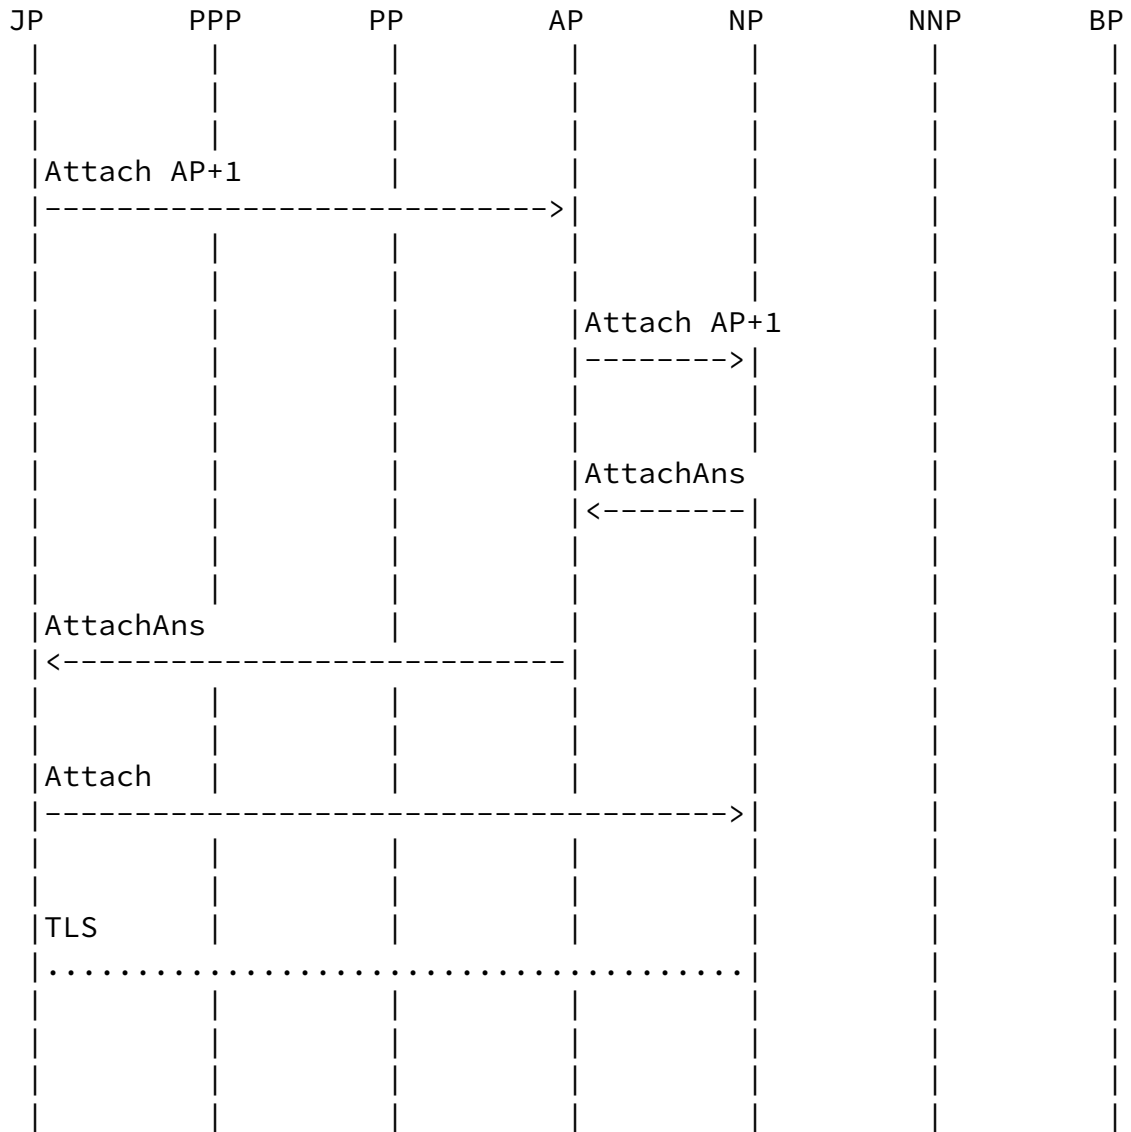 JP PPP PP AP NP NNP BP
Attach AP+1
Attach AP+1
AttachAns
AttachAns
Attach
TLS